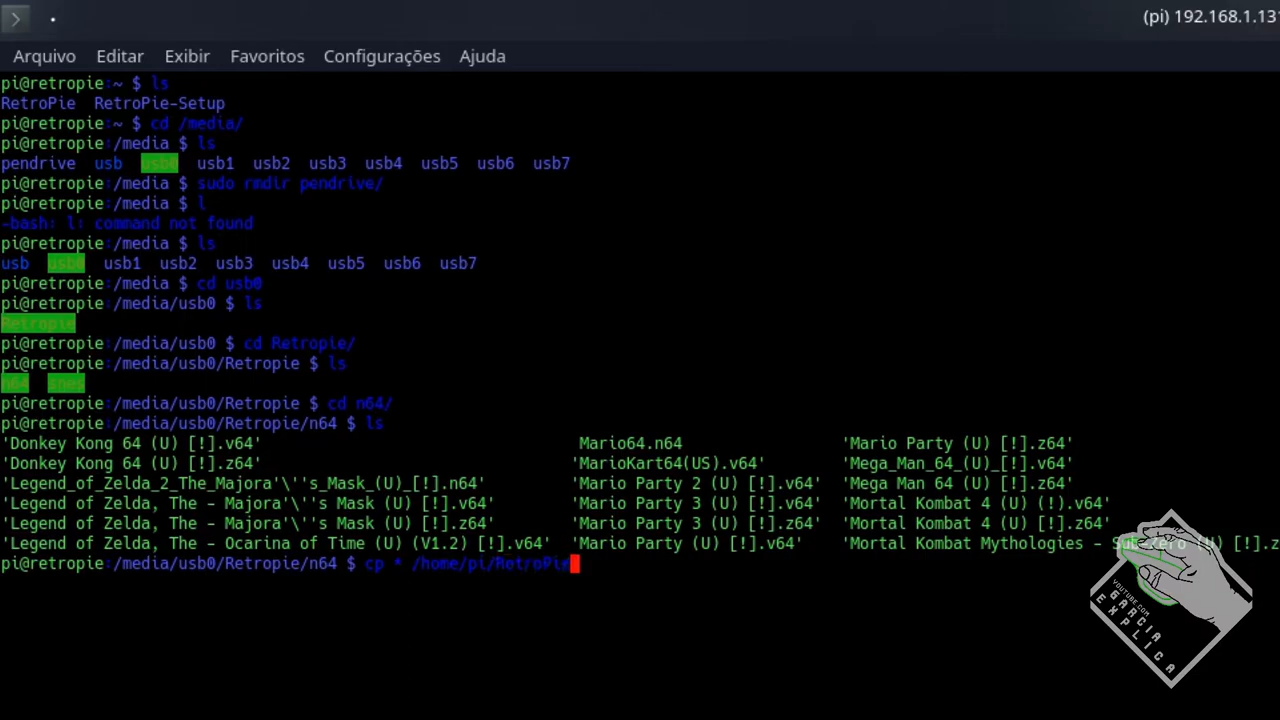 (pi) 192.168.1.13
Arquivo Editar Exibir Favoritos Configurações Ajuda
pi@retropie:~ $ ls
RetroPie  RetroPie-Setup
pi@retropie:~ $ cd /media/
pi@retropie:/media $ ls
pendrive  usb  usb0  usb1  usb2  usb3  usb4  usb5  usb6  usb7
pi@retropie:/media $ sudo rmdir pendrive/
pi@retropie:/media $ l
-bash: l: command not found
pi@retropie:/media $ ls
usb  usb0  usb1  usb2  usb3  usb4  usb5  usb6  usb7
pi@retropie:/media $ cd usb0
pi@retropie:/media/usb0 $ ls
Retropie
pi@retropie:/media/usb0 $ cd Retropie/
pi@retropie:/media/usb0/Retropie $ ls
n64  snes
pi@retropie:/media/usb0/Retropie $ cd n64/
pi@retropie:/media/usb0/Retropie/n64 $ ls
'Donkey Kong 64 (U) [!].v64' Mario64.n64 'Mario Party (U) [!].z64'
'Donkey Kong 64 (U) [!].z64' 'MarioKart64(US).v64' 'Mega_Man_64_(U)_[!].v64'
'Legend_of_Zelda_2_The_Majora'\''s_Mask_(U)_[!].n64' 'Mario Party 2 (U) [!].v64' 'Mega Man 64 (U) [!].z64'
'Legend of Zelda, The - Majora'\''s Mask (U) [!].v64' 'Mario Party 3 (U) [!].v64' 'Mortal Kombat 4 (U) (!).v64'
'Legend of Zelda, The - Majora'\''s Mask (U) [!].z64' 'Mario Party 3 (U) [!].z64' 'Mortal Kombat 4 (U) [!].z64'
'Legend of Zelda, The - Ocarina of Time (U) (V1.2) [!].v64' 'Mario Party (U) [!].v64' 'Mortal Kombat Mythologies - Sub-Zero (U) [!].z
pi@retropie:/media/usb0/Retropie/n64 $ cp * /home/pi/RetroPie
YOUTUBE.COM/
GARCIA
EXPLICA